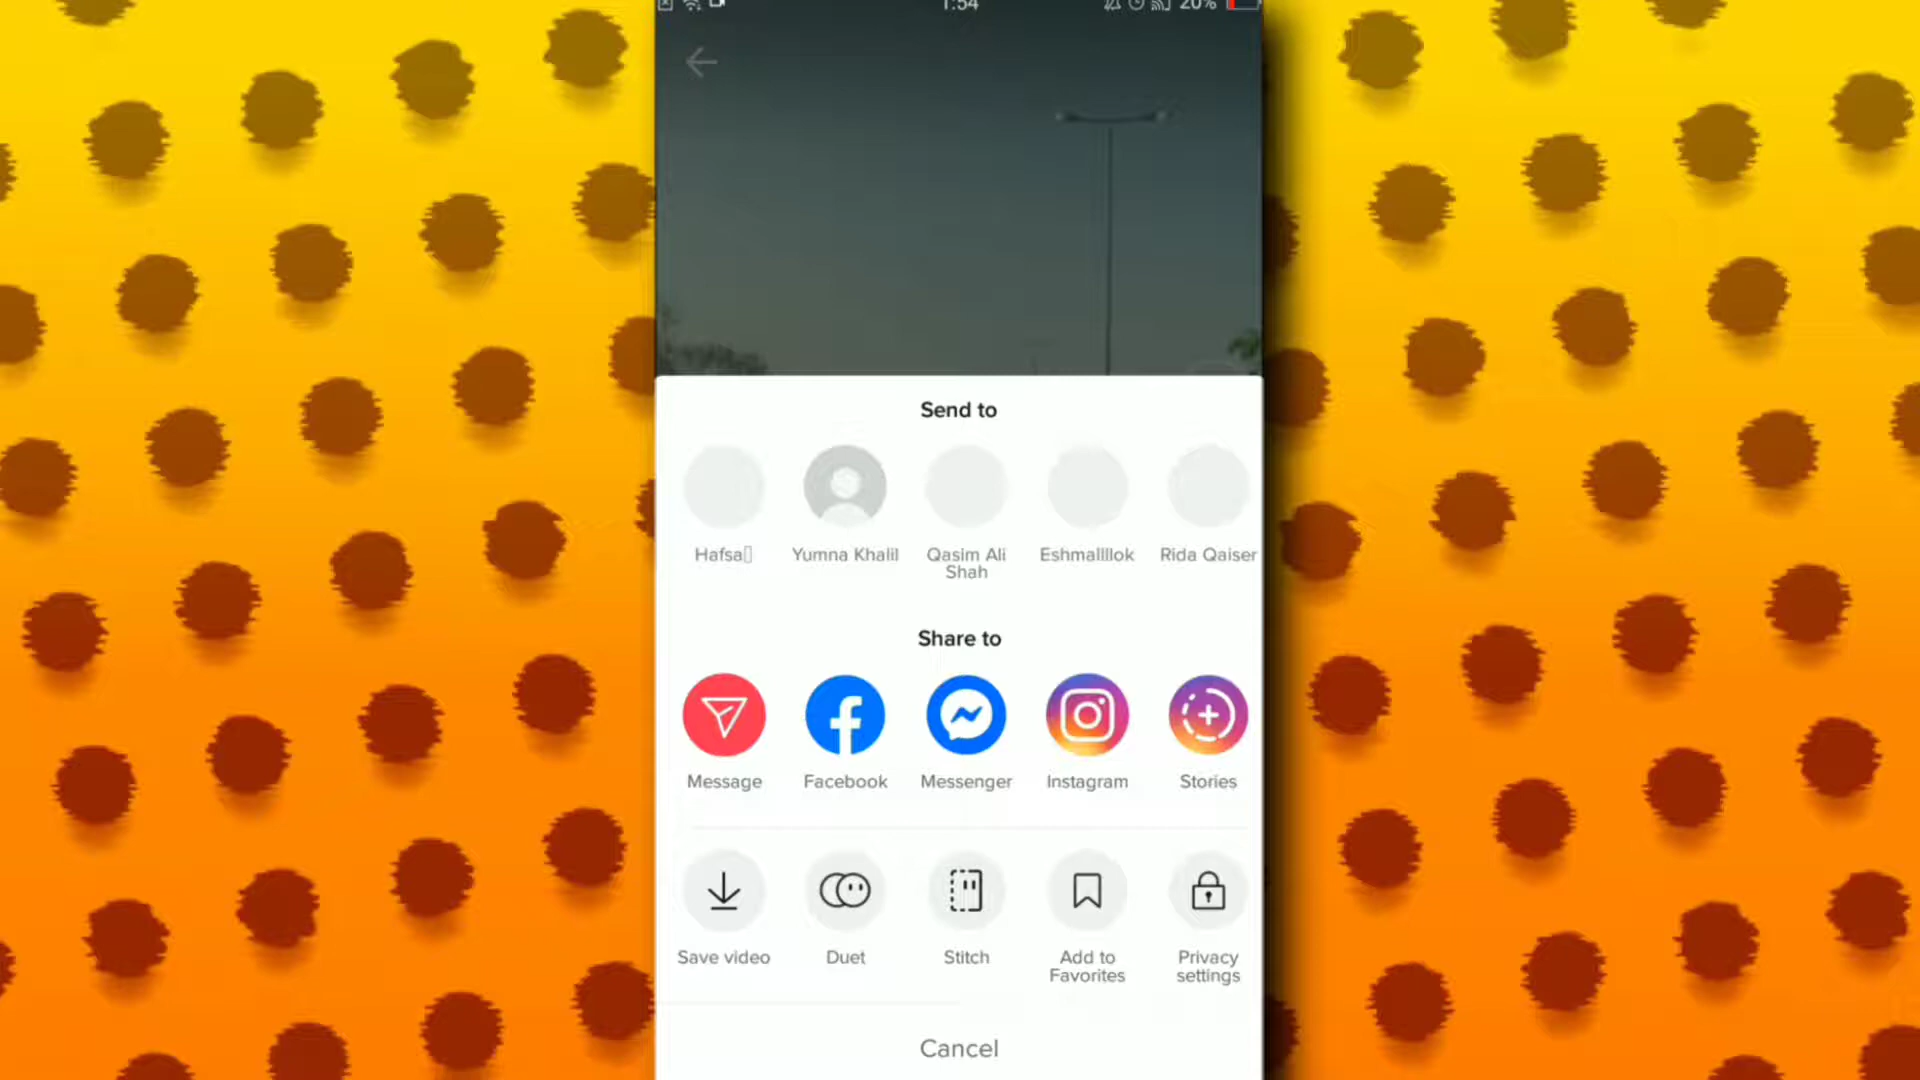 1:54
20%
Send to
Hafsa
Yumna Khalil
Qasim Ali
Shah
Eshmallllok
Rida Qaiser
Share to
Message
Facebook
Messenger
Instagram
Stories
Save video
Duet
Stitch
Add to
Favorites
Privacy
settings
Cancel